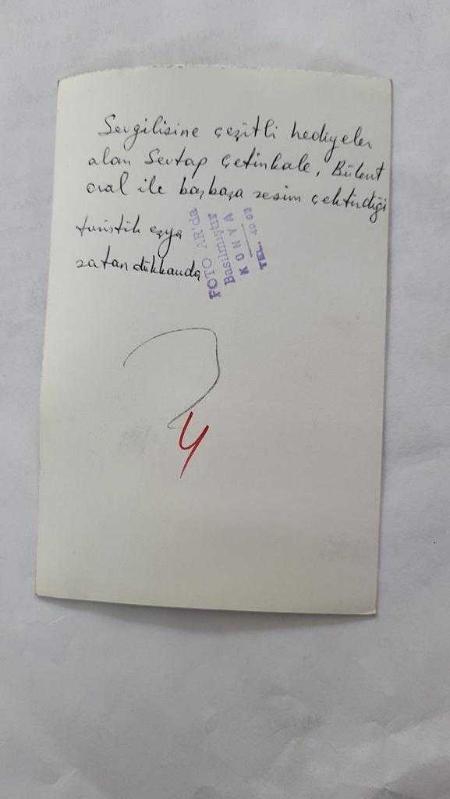 Sevgilisine çeşitli hediyeler
alan Sertap Çetinkale, Bülent
oral ile başbaşa resim çektirdiği
turistik eşya
satan dükkanda
FOTO AR'da
Basılmıştır
KONYA
TEL.
4